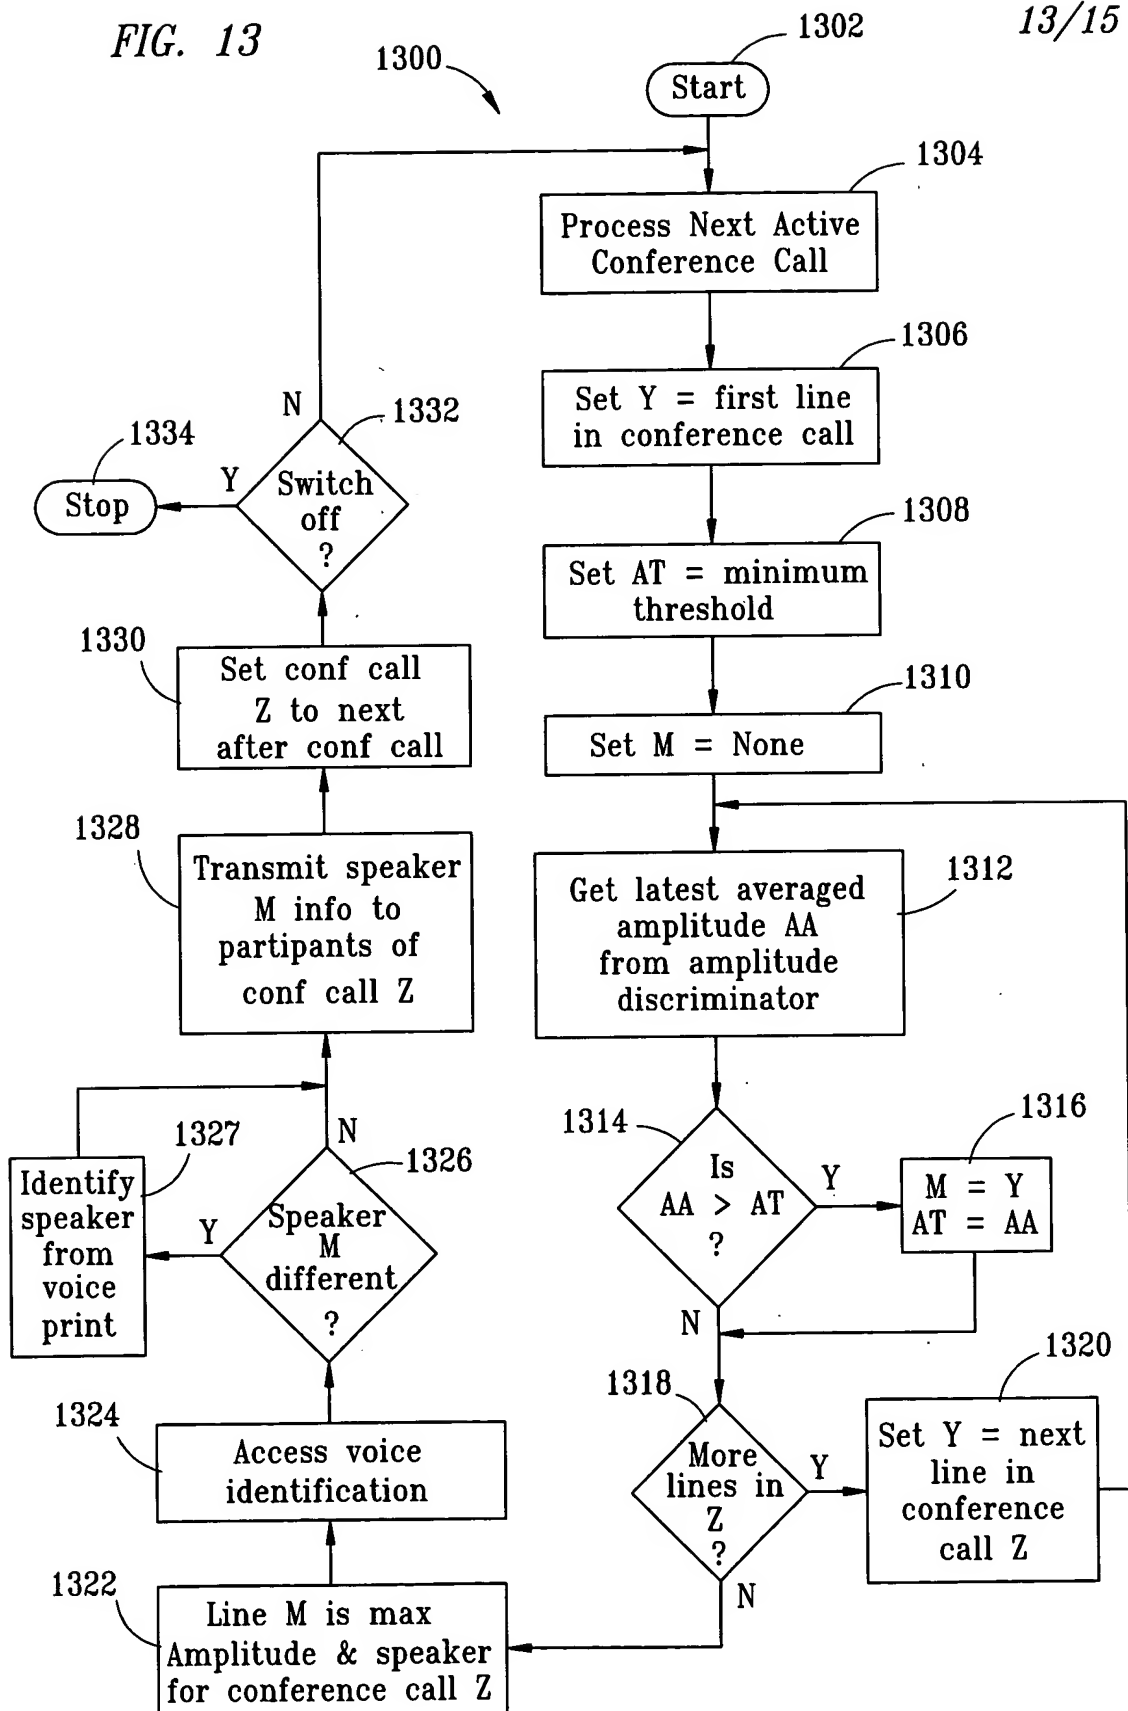 FIG. 13
13/15
1300
1302
Start
1304
Process Next Active
Conference Call
1306
Set Y = first line
in conference call
1308
Set AT = minimum
threshold
1310
Set M = None
1312
Get latest averaged
amplitude AA
from amplitude
discriminator
1314
Is
AA > AT
?
Y
N
1316
M = Y
AT = AA
1318
More
lines in
Z
?
Y
N
1320
Set Y = next
line in
conference
call Z
1322
Line M is max
Amplitude & speaker
for conference call Z
1324
Access voice
identification
1326
Speaker
M
different
?
Y
N
1327
Identify
speaker
from
voice
print
1328
Transmit speaker
M info to
partipants of
conf call Z
1330
Set conf call
Z to next
after conf call
1332
Switch
off
?
N
Y
1334
Stop